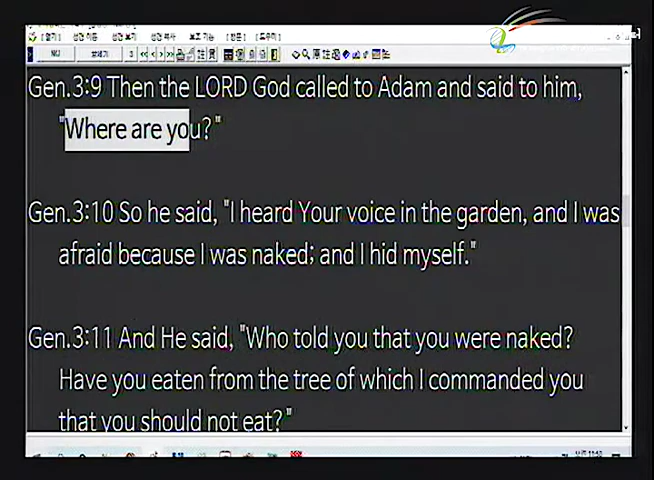 NKJ
3
Gen.3:9 Then the LORD God called to Adam and said to him,
"Where are you?"
Gen.3:10 So he said, "I heard Your voice in the garden, and I was
afraid because I was naked; and I hid myself."
Gen.3:11 And He said, "Who told you that you were naked?
Have you eaten from the tree of which I commanded you
that you should not eat?"